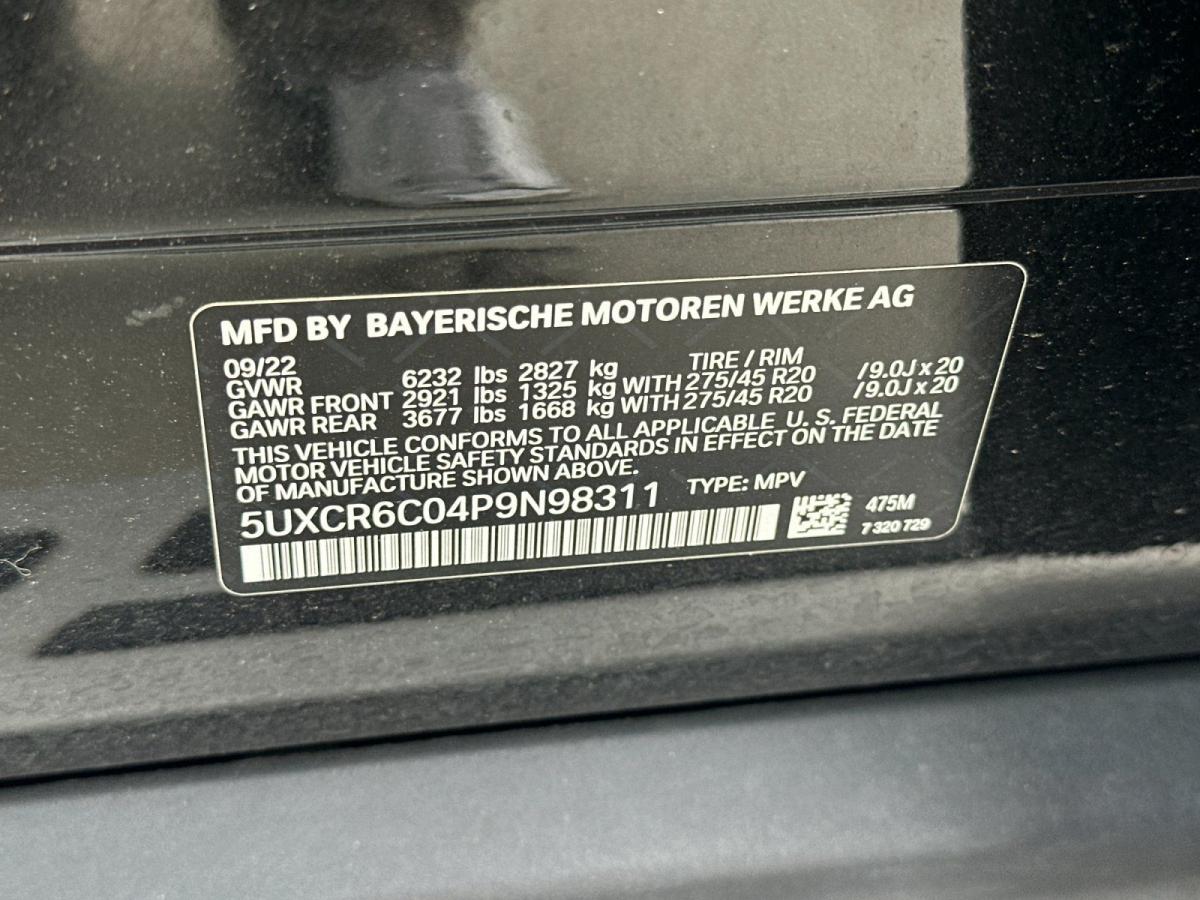 MFD BY BAYERISCHE MOTOREN WERKE AG
09/22 TIRE / RIM
GVWR 6232 lbs 2827 kg
GAWR FRONT 2921 lbs 1325 kg WITH 275/45 R20 /9.0J x 20
GAWR REAR 3677 lbs 1668 kg WITH 275/45 R20 /9.0J x 20
THIS VEHICLE CONFORMS TO ALL APPLICABLE U. S. FEDERAL
MOTOR VEHICLE SAFETY STANDARDS IN EFFECT ON THE DATE
OF MANUFACTURE SHOWN ABOVE.
5UXCR6C04P9N98311 TYPE: MPV
475M
7 320 729